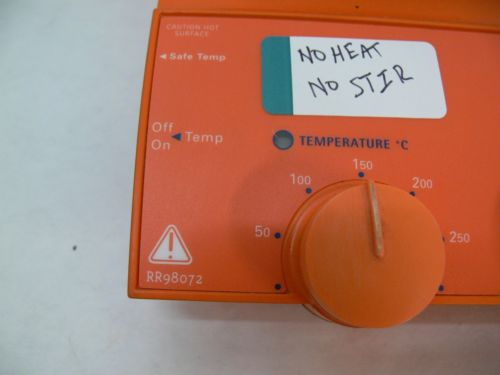 CAUTION HOT
SURFACE
Safe Temp
NO HEAT
NO STIR
Off
On
Temp
TEMPERATURE °C
50
100
150
200
250
RR98072